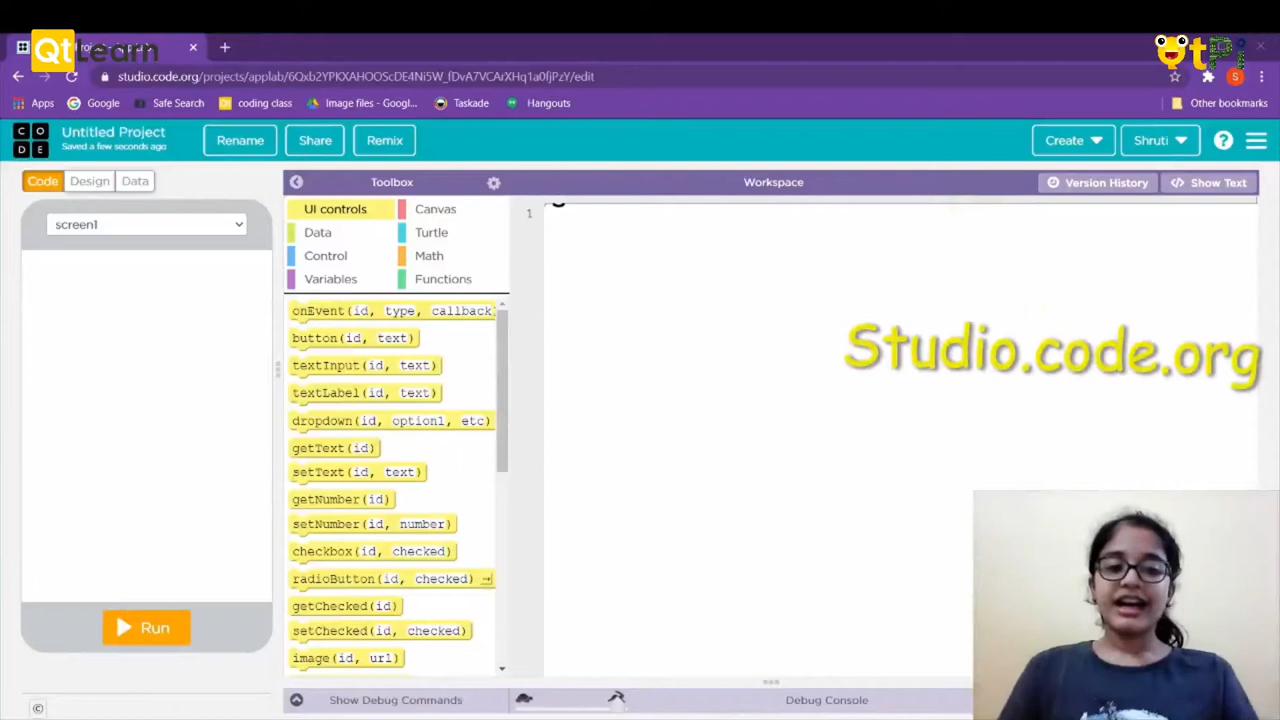 Qt learn
QtPi
studio.code.org/projects/applab/6Qxb2YPKXAHOOScDE4Ni5W_fDvA7VCArXHq1a0fjPzY/edit
S
Apps
Google
Safe Search
coding class
Image files - Googl...
Taskade
Hangouts
Other bookmarks
CODE
Untitled Project
Saved a few seconds ago
Rename
Share
Remix
Create
Shruti
?
Code
Design
Data
Toolbox
Workspace
Version History
Show Text
screen1
UI controls
Canvas
Data
Turtle
Control
Math
Variables
Functions
1
onEvent(id, type, callback)
button(id, text)
textInput(id, text)
textLabel(id, text)
dropdown(id, option1, etc)
getText(id)
setText(id, text)
getNumber(id)
setNumber(id, number)
checkbox(id, checked)
radioButton(id, checked)
getChecked(id)
setChecked(id, checked)
image(id, url)
Studio.code.org
Run
Show Debug Commands
Debug Console